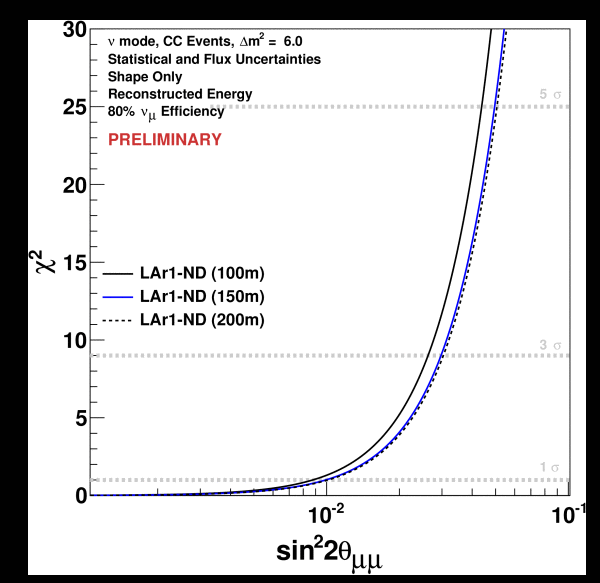 30
25
20
15
10
5
0
χ²
ν mode, CC Events, Δm² = 6.0
Statistical and Flux Uncertainties
Shape Only
Reconstructed Energy
80% νμ Efficiency
PRELIMINARY
5 σ
LAr1-ND (100m)
LAr1-ND (150m)
LAr1-ND (200m)
3 σ
1 σ
10⁻² 10⁻¹
sin²2θμμ